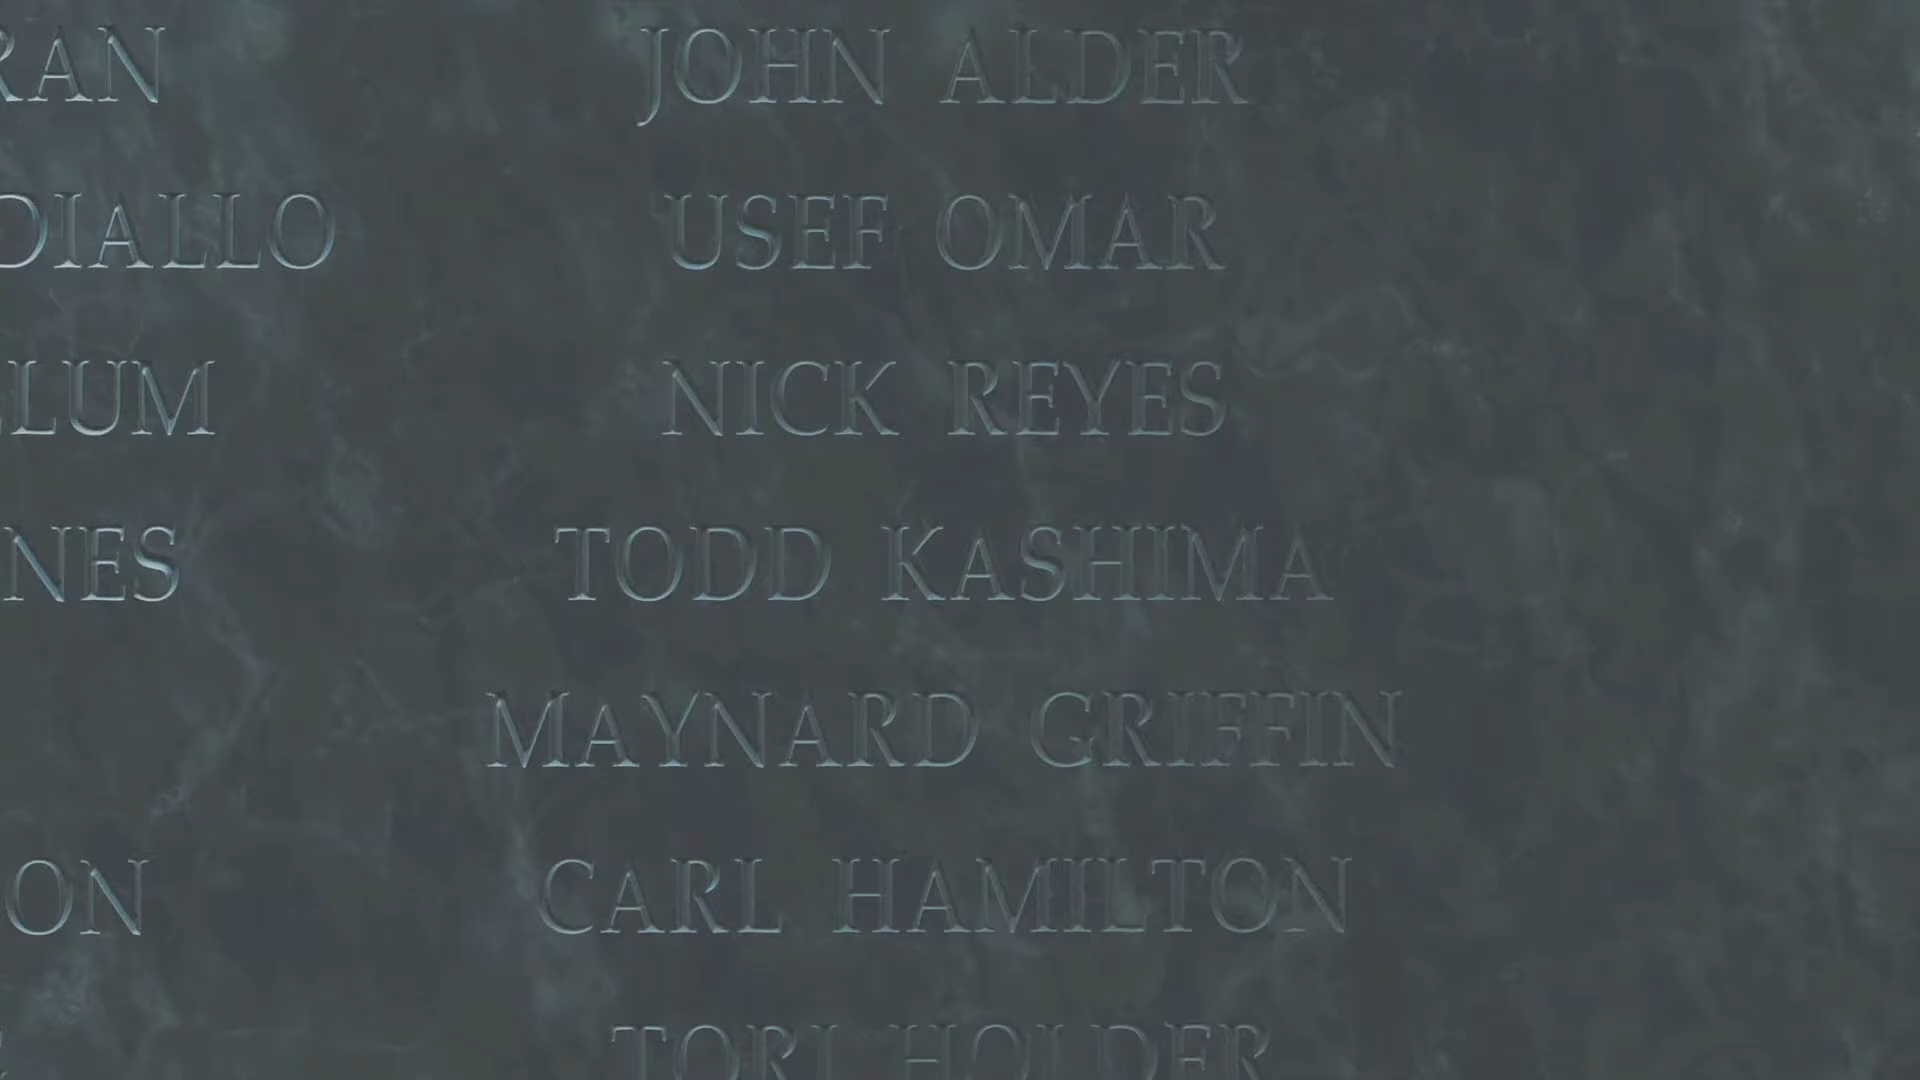 RAN JOHN ALDER
DIALLO USEF OMAR
LUM NICK REYES
NES TODD KASHIMA
MAYNARD GRIFFIN
ON CARL HAMILTON
TORI HOLDER